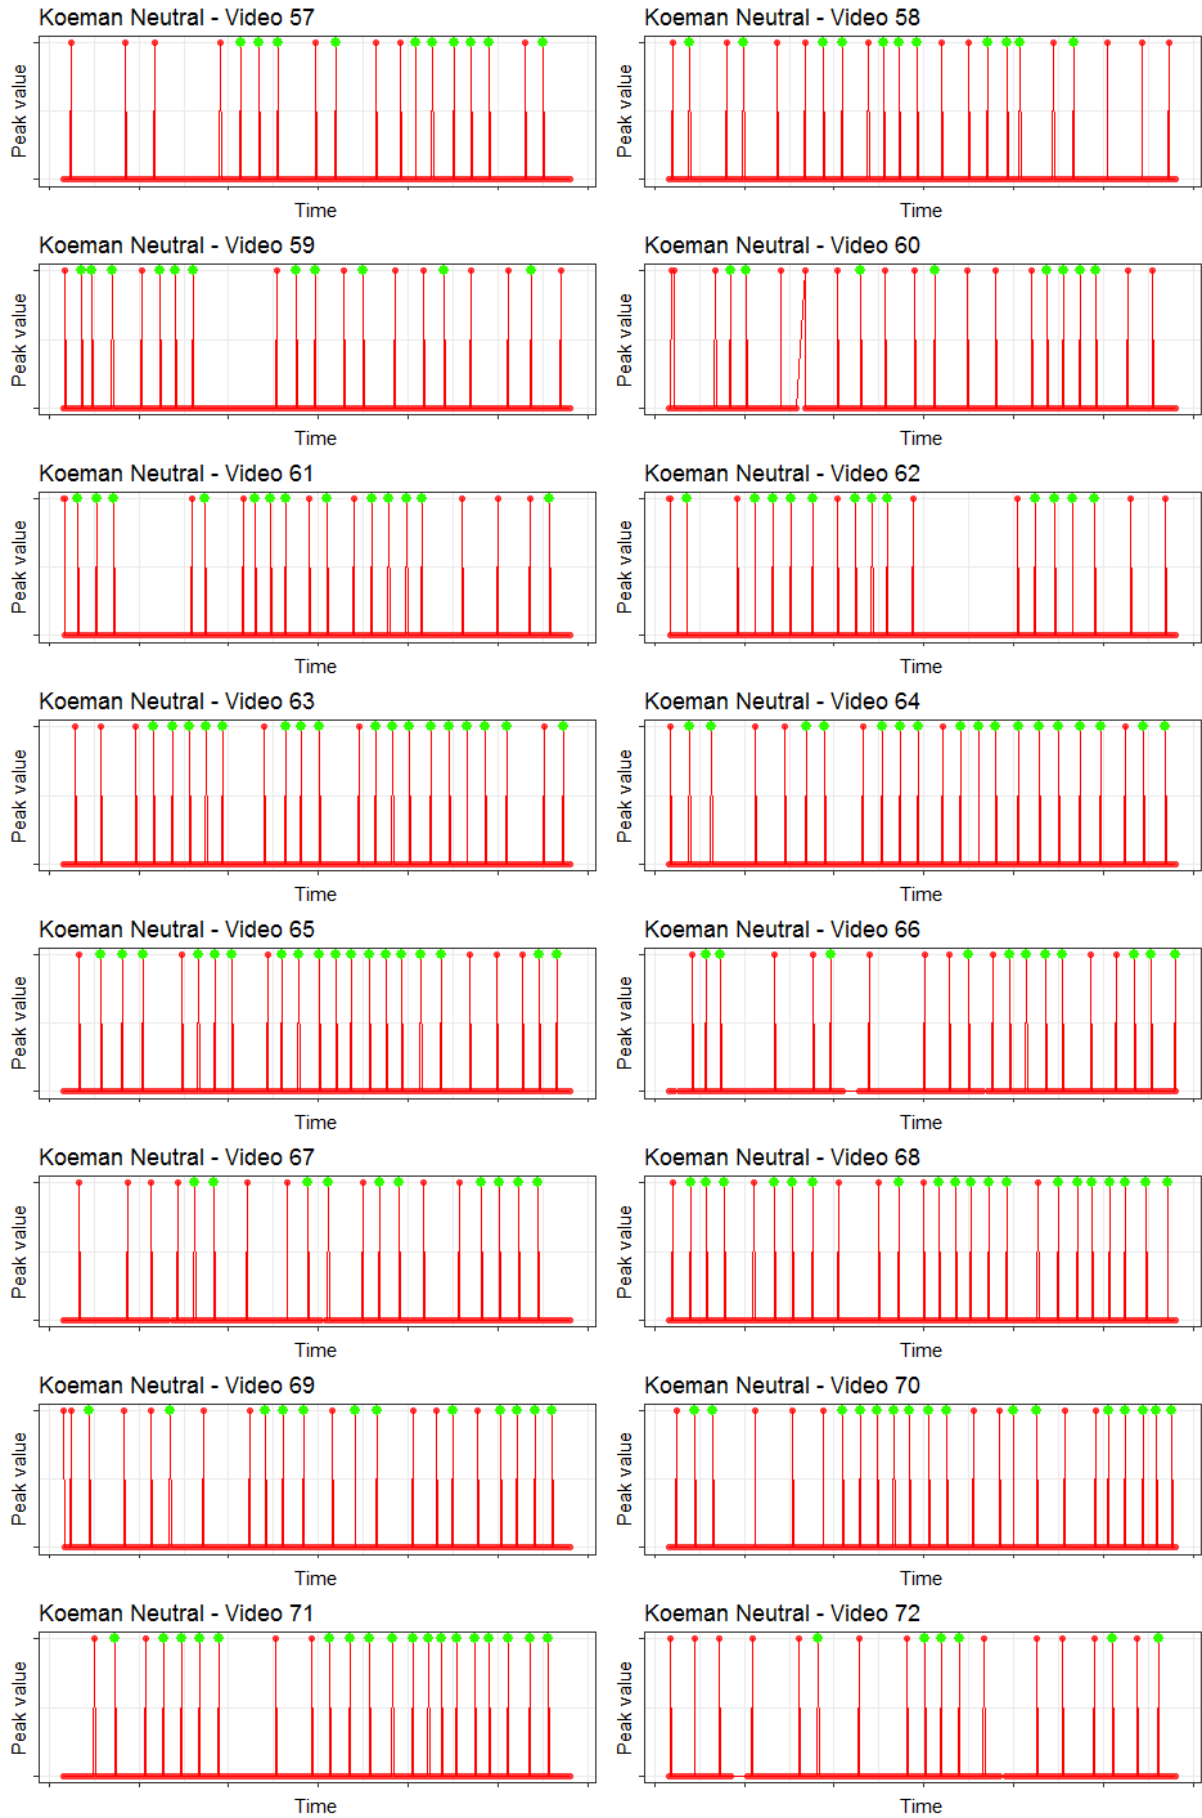 Koeman Neutral - Video 57
Peak value
Time
Koeman Neutral - Video 58
Peak value
Time
Koeman Neutral - Video 59
Peak value
Time
Koeman Neutral - Video 60
Peak value
Time
Koeman Neutral - Video 61
Peak value
Time
Koeman Neutral - Video 62
Peak value
Time
Koeman Neutral - Video 63
Peak value
Time
Koeman Neutral - Video 64
Peak value
Time
Koeman Neutral - Video 65
Peak value
Time
Koeman Neutral - Video 66
Peak value
Time
Koeman Neutral - Video 67
Peak value
Time
Koeman Neutral - Video 68
Peak value
Time
Koeman Neutral - Video 69
Peak value
Time
Koeman Neutral - Video 70
Peak value
Time
Koeman Neutral - Video 71
Peak value
Time
Koeman Neutral - Video 72
Peak value
Time